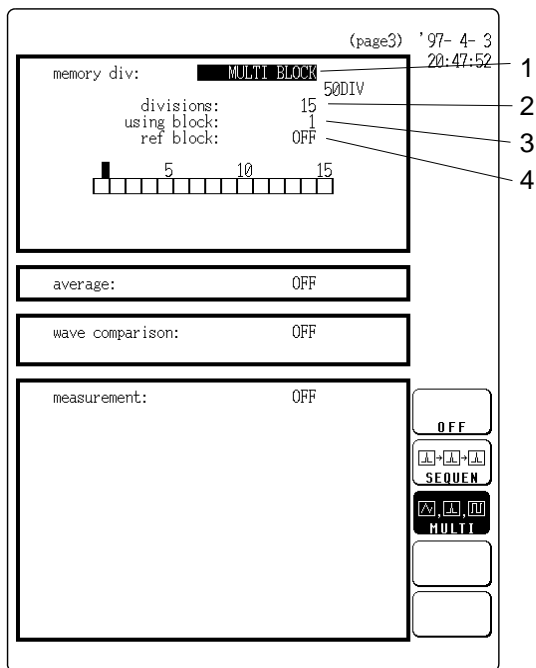 (page3) '97- 4- 3
20:47:52
memory div: MULTI BLOCK
50DIV
divisions: 15
using block: 1
ref block: OFF
5 10 15
average: OFF
wave comparison: OFF
measurement: OFF
OFF
SEQUEN
MULTI
1
2
3
4